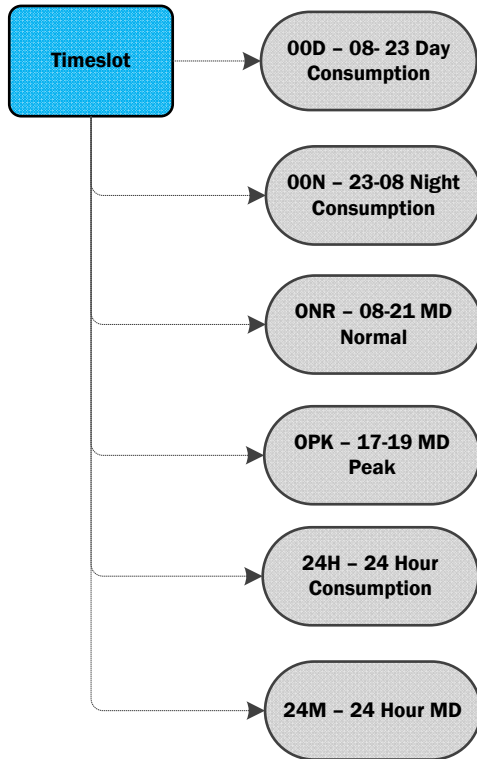 Timeslot
00D – 08- 23 Day
Consumption
00N – 23-08 Night
Consumption
0NR – 08-21 MD
Normal
0PK – 17-19 MD
Peak
24H – 24 Hour
Consumption
24M – 24 Hour MD